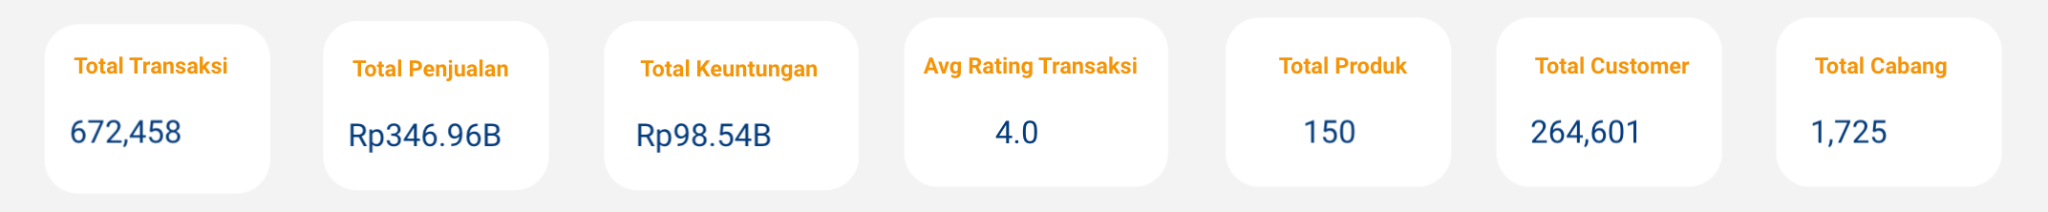 Total Transaksi
672,458
Total Penjualan
Rp346.96B
Total Keuntungan
Rp98.54B
Avg Rating Transaksi
4.0
Total Produk
150
Total Customer
264,601
Total Cabang
1,725